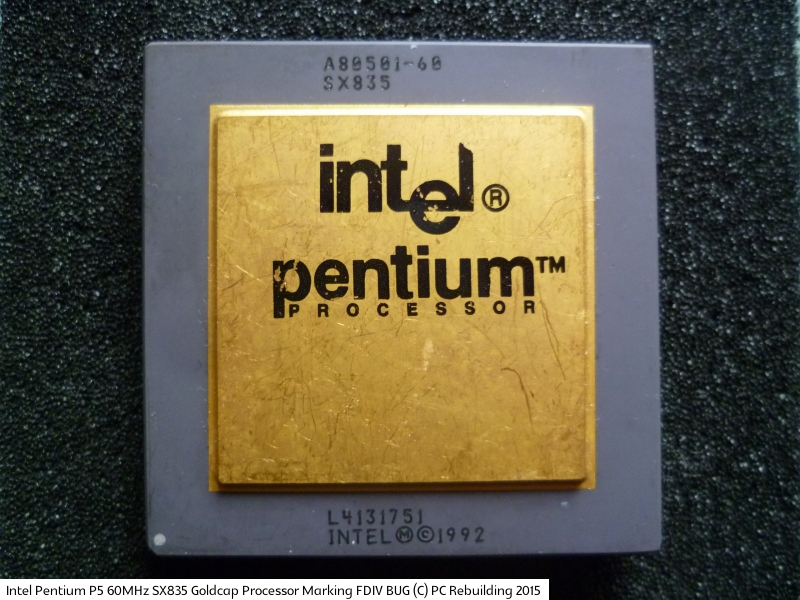 A80501-60
SX835
intel®
pentium™
PROCESSOR
L4131751
INTELⓂ©1992
Intel Pentium P5 60MHz SX835 Goldcap Processor Marking FDIV BUG (C) PC Rebuilding 2015